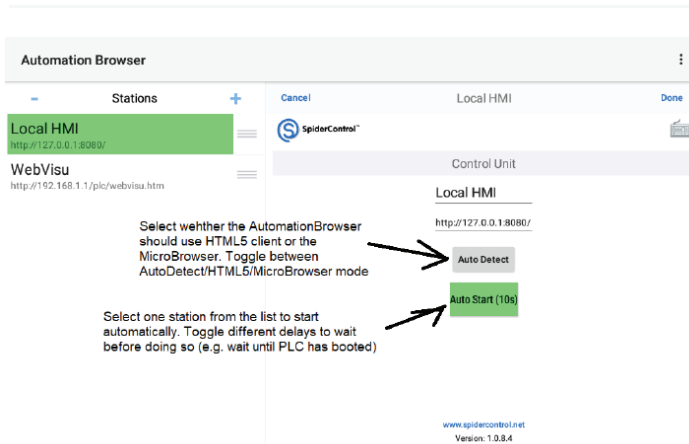 Automation Browser
- Stations +
Cancel Local HMI Done
Local HMI
http://127.0.0.1:8080/
SpiderControl™
WebVisu
http://192.168.1.1/plc/webvisu.htm
Control Unit
Local HMI
http://127.0.0.1:8080/
Select wehther the AutomationBrowser
should use HTML5 client or the
MicroBrowser. Toggle between
AutoDetect/HTML5/MicroBrowser mode
Auto Detect
Auto Start (10s)
Select one station from the list to start
automatically. Toggle different delays to wait
before doing so (e.g. wait until PLC has booted)
www.spidercontrol.net
Version: 1.0.8.4